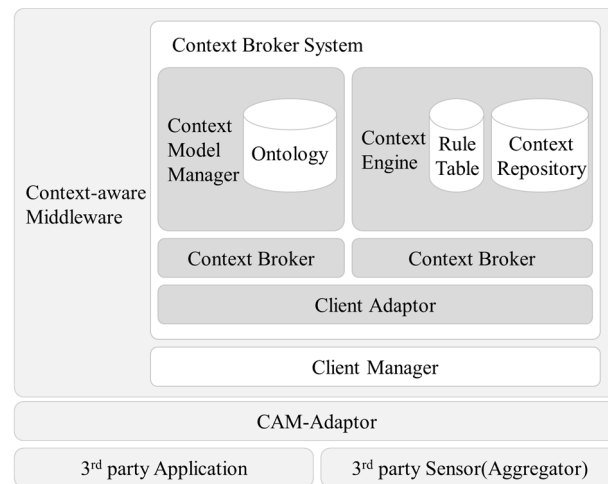 Context Broker System
Context
Model
Manager
Ontology
Context
Engine
Rule
Table
Context
Repository
Context-aware
Middleware
Context Broker
Context Broker
Client Adaptor
Client Manager
CAM-Adaptor
3rd party Application
3rd party Sensor(Aggregator)